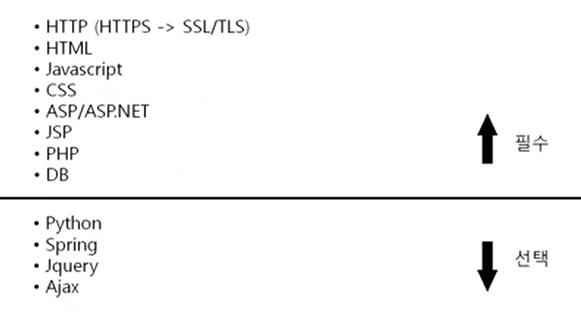 • HTTP (HTTPS -> SSL/TLS)
• HTML
• Javascript
• CSS
• ASP/ASP.NET
• JSP
• PHP
• DB
필수
• Python
• Spring
• Jquery
• Ajax
선택